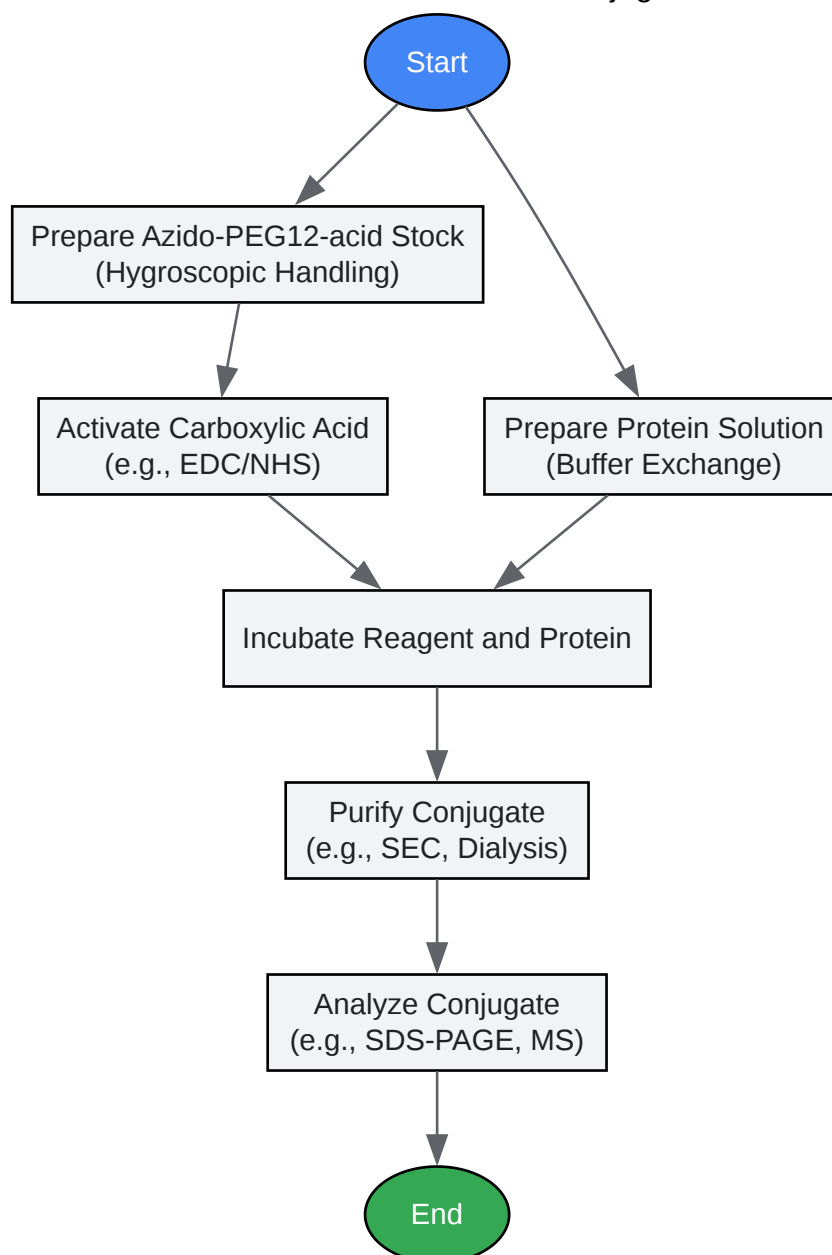 Start
Prepare Azido-PEG12-acid Stock
(Hygroscopic Handling)
Activate Carboxylic Acid
(e.g., EDC/NHS)
Prepare Protein Solution
(Buffer Exchange)
Incubate Reagent and Protein
Purify Conjugate
(e.g., SEC, Dialysis)
Analyze Conjugate
(e.g., SDS-PAGE, MS)
End